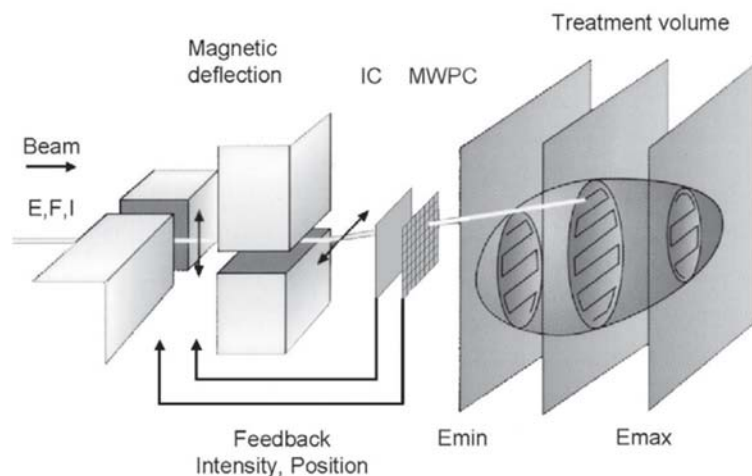 Treatment volume
Magnetic
deflection
IC
MWPC
Beam
E,F,I
Emin
Emax
Feedback
Intensity, Position